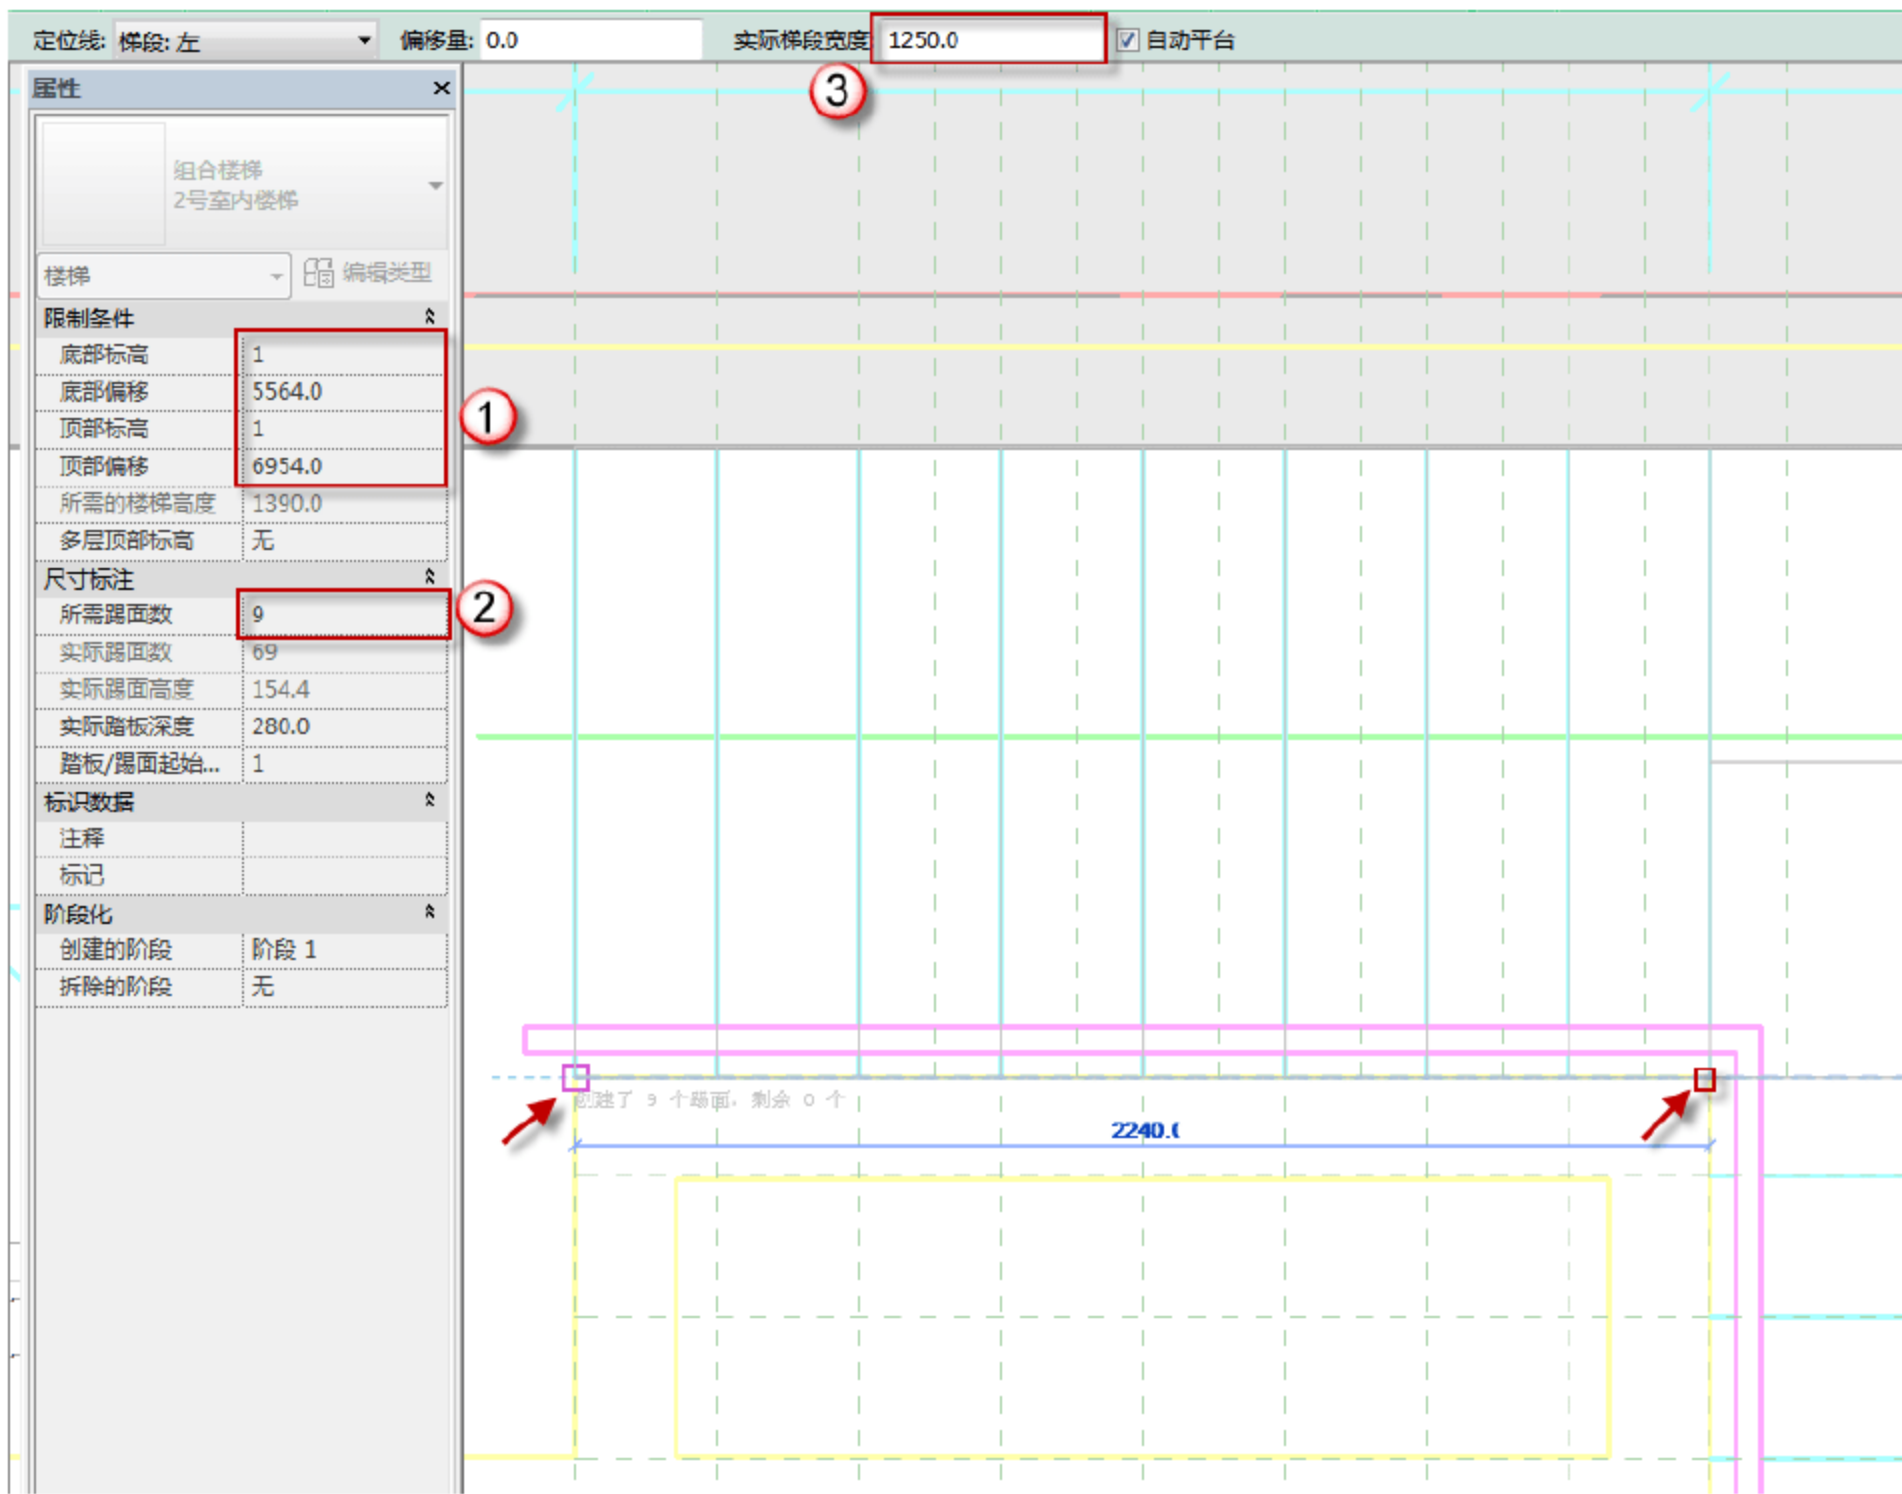 定位线: 梯段: 左 偏移量: 0.0 实际梯段宽度: 1250.0 自动平台
属性
3
组合楼梯
2号室内楼梯
楼梯 编辑类型
限制条件
底部标高 1
底部偏移 5564.0
1
顶部标高 1
顶部偏移 6954.0
所需的楼梯高度 1390.0
多层顶部标高 无
尺寸标注
所需踢面数 9
2
实际踢面数 69
实际踢面高度 154.4
实际踏板深度 280.0
踏板/踢面起始... 1
标识数据
注释
标记
阶段化
创建的阶段 阶段 1
拆除的阶段 无
创建了 9 个踢面，剩余 0 个
2240.0